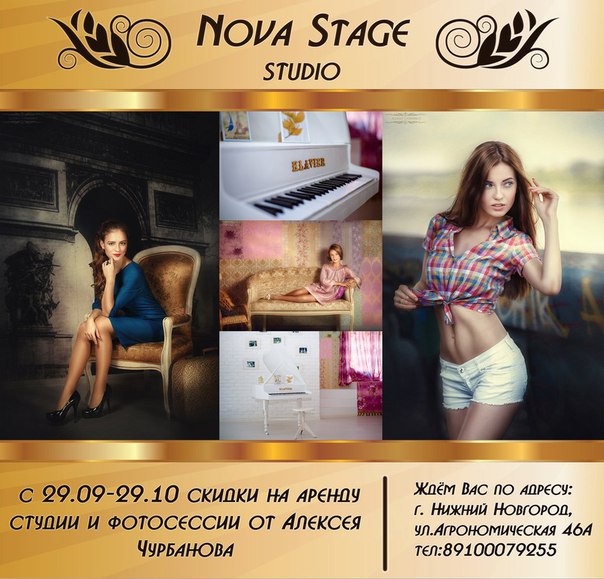 Nova Stage
studio
KLAVIER
с 29.09-29.10 скидки на аренду
студии и фотосессии от Алексея
Чурбанова
Ждём Вас по адресу:
г. Нижний Новгород,
ул.Агрономическая 46А
тел:89100079255